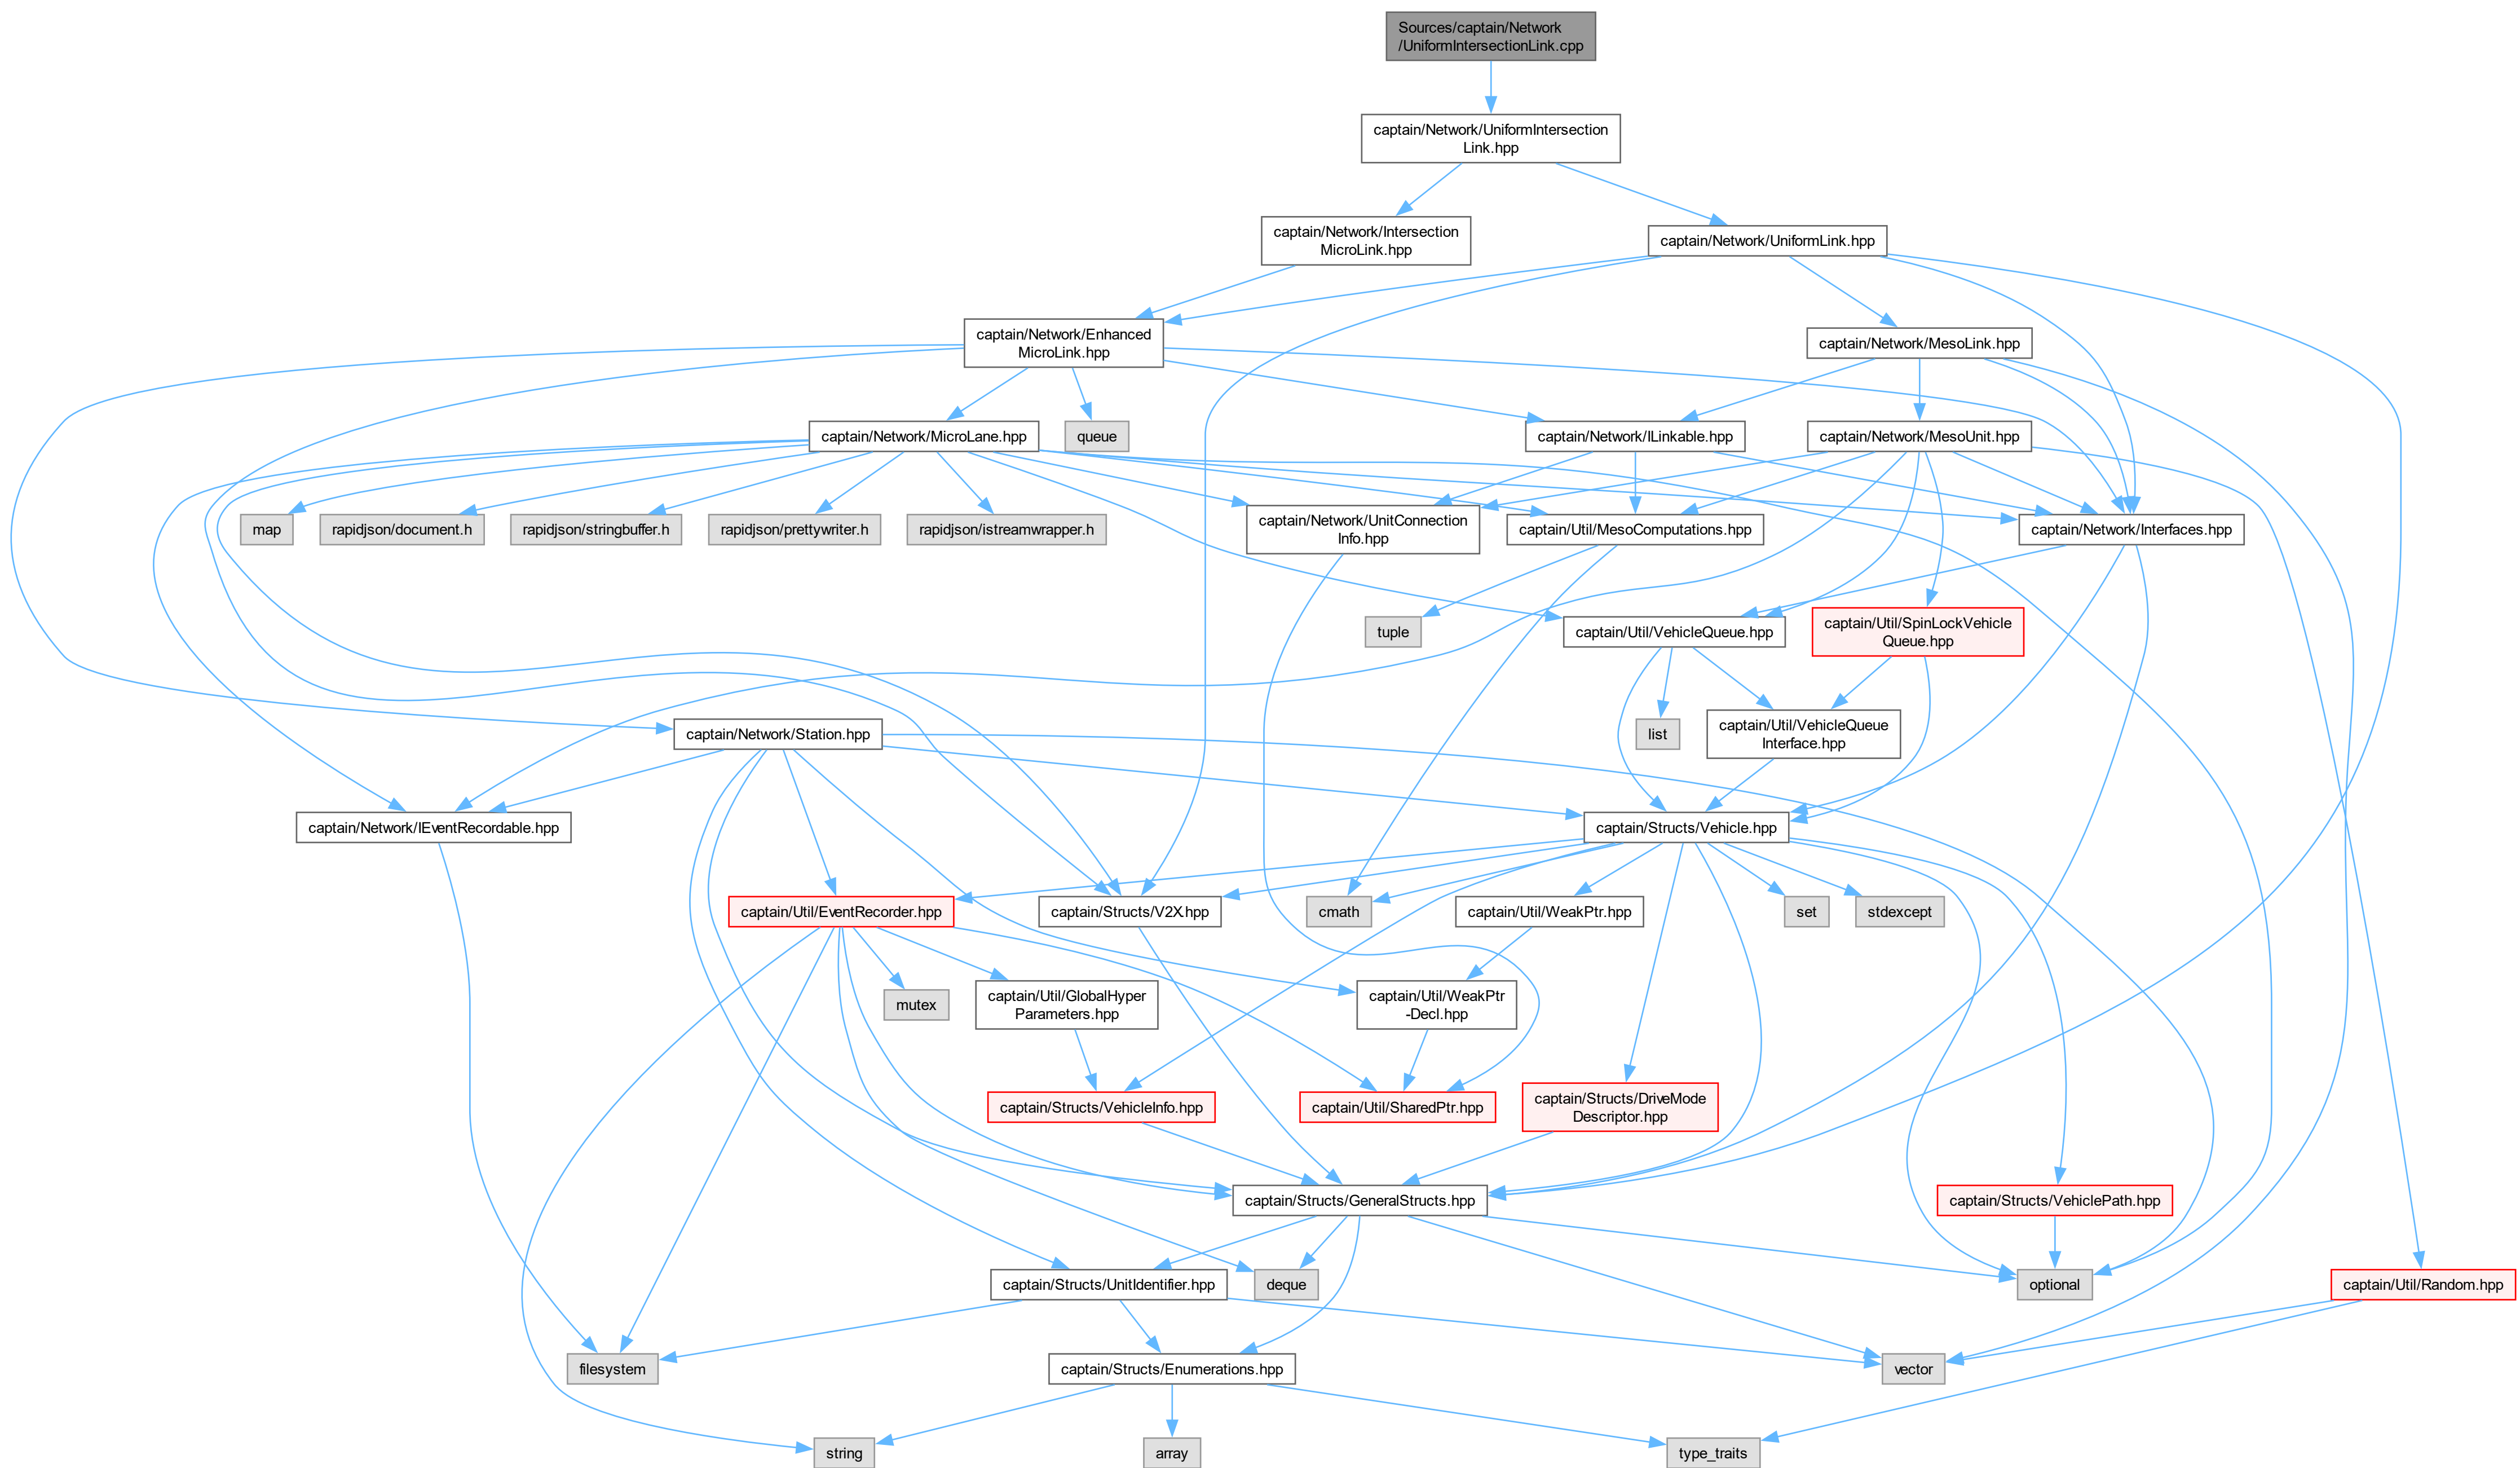 Sources/captain/Network
/UniformIntersectionLink.cpp
captain/Network/UniformIntersection
Link.hpp
captain/Network/Intersection
MicroLink.hpp
captain/Network/UniformLink.hpp
captain/Network/Enhanced
MicroLink.hpp
captain/Network/MesoLink.hpp
captain/Network/MicroLane.hpp
queue
captain/Network/ILinkable.hpp
captain/Network/MesoUnit.hpp
map
rapidjson/document.h
rapidjson/stringbuffer.h
rapidjson/prettywriter.h
rapidjson/istreamwrapper.h
captain/Network/UnitConnection
Info.hpp
captain/Util/MesoComputations.hpp
captain/Network/Interfaces.hpp
tuple
captain/Util/VehicleQueue.hpp
captain/Util/SpinLockVehicle
Queue.hpp
captain/Network/Station.hpp
list
captain/Util/VehicleQueue
Interface.hpp
captain/Network/IEventRecordable.hpp
captain/Structs/Vehicle.hpp
captain/Util/EventRecorder.hpp
captain/Structs/V2X.hpp
cmath
captain/Util/WeakPtr.hpp
set
stdexcept
mutex
captain/Util/GlobalHyper
Parameters.hpp
captain/Util/WeakPtr
-Decl.hpp
captain/Structs/VehicleInfo.hpp
captain/Util/SharedPtr.hpp
captain/Structs/DriveMode
Descriptor.hpp
captain/Structs/GeneralStructs.hpp
captain/Structs/VehiclePath.hpp
captain/Structs/UnitIdentifier.hpp
deque
optional
captain/Util/Random.hpp
filesystem
captain/Structs/Enumerations.hpp
vector
string
array
type_traits